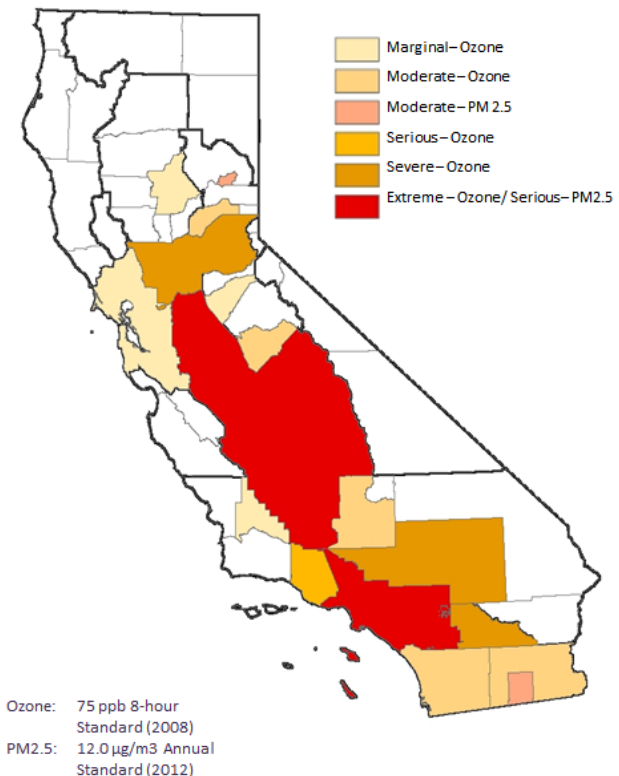 Marginal–Ozone
Moderate–Ozone
Moderate–PM 2.5
Serious–Ozone
Severe–Ozone
Extreme–Ozone/ Serious–PM2.5
Ozone: 75 ppb 8-hour
Standard (2008)
PM2.5: 12.0 µg/m3 Annual
Standard (2012)